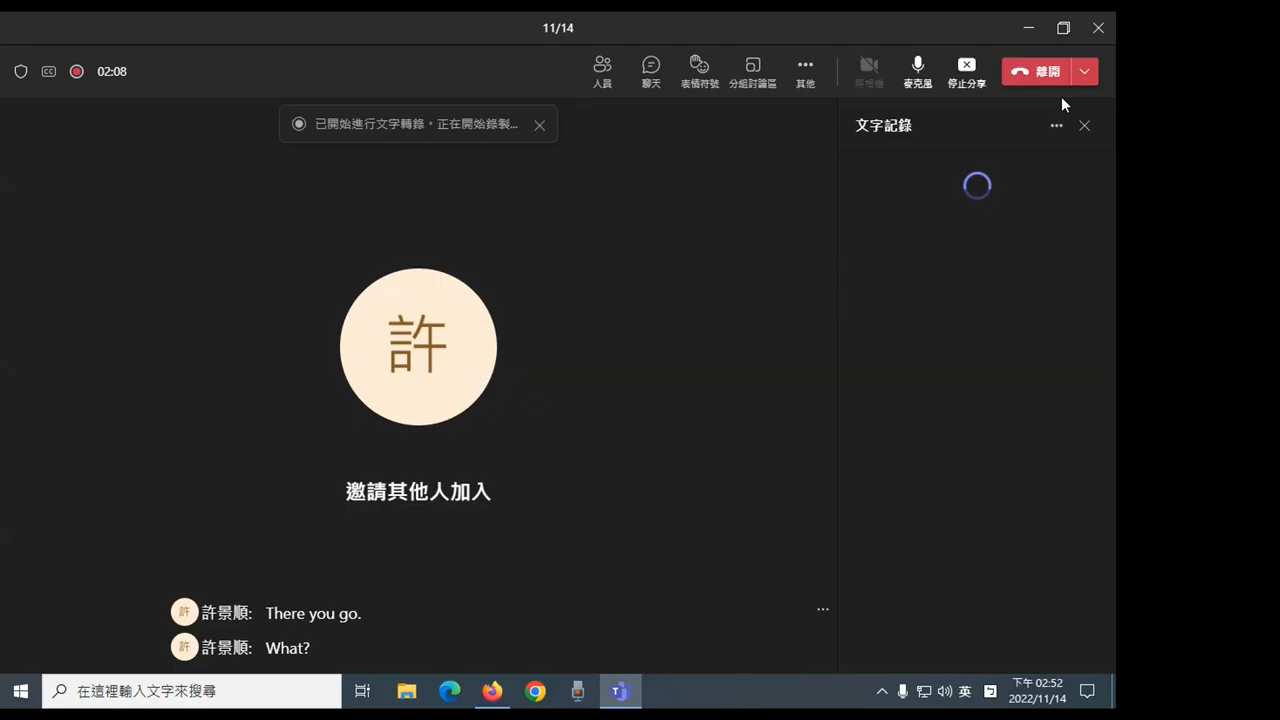 11/14
CC
02:08
人員
聊天
表情符號
分組討論區
其他
照相機
麥克風
停止分享
離開
已開始進行文字轉錄。正在開始錄製...
文字記錄
許
邀請其他人加入
許 許景順: There you go.
許 許景順: What?
在這裡輸入文字來搜尋
英
下午 02:52
2022/11/14